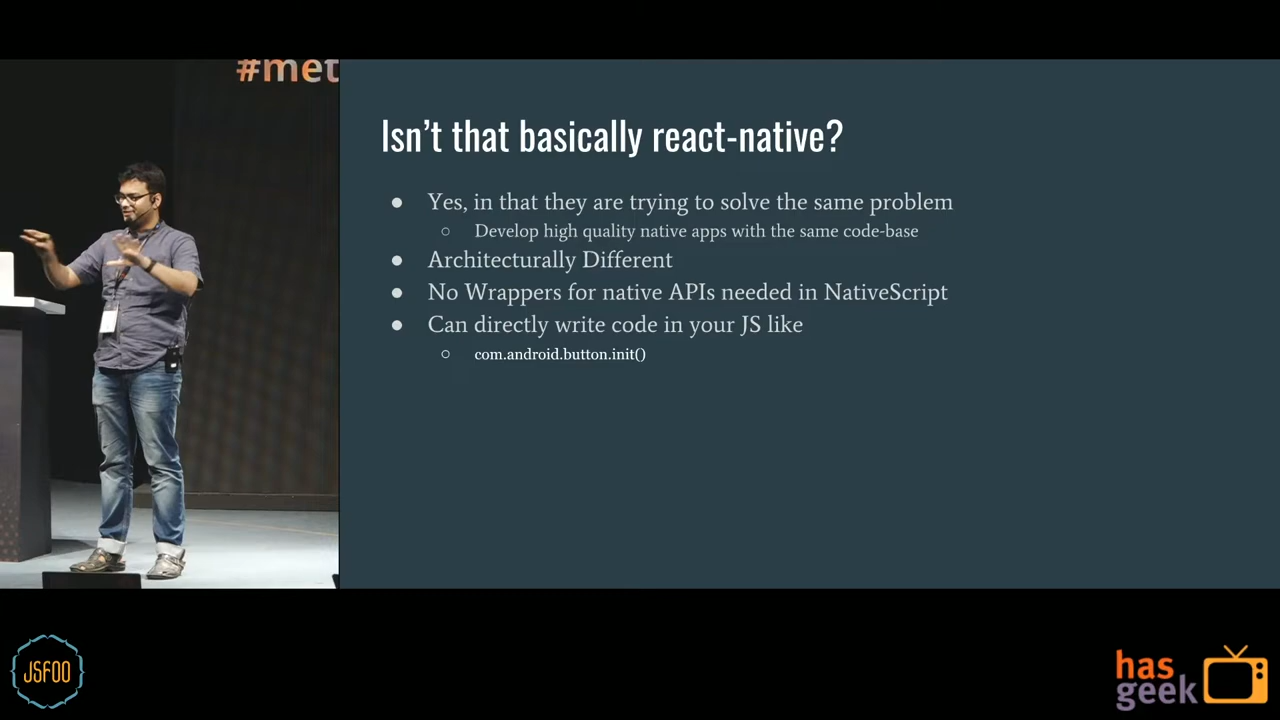 #met
Isn't that basically react-native?
● Yes, in that they are trying to solve the same problem
○ Develop high quality native apps with the same code-base
● Architecturally Different
● No Wrappers for native APIs needed in NativeScript
● Can directly write code in your JS like
○ com.android.button.init()
JSFOO
has
geek